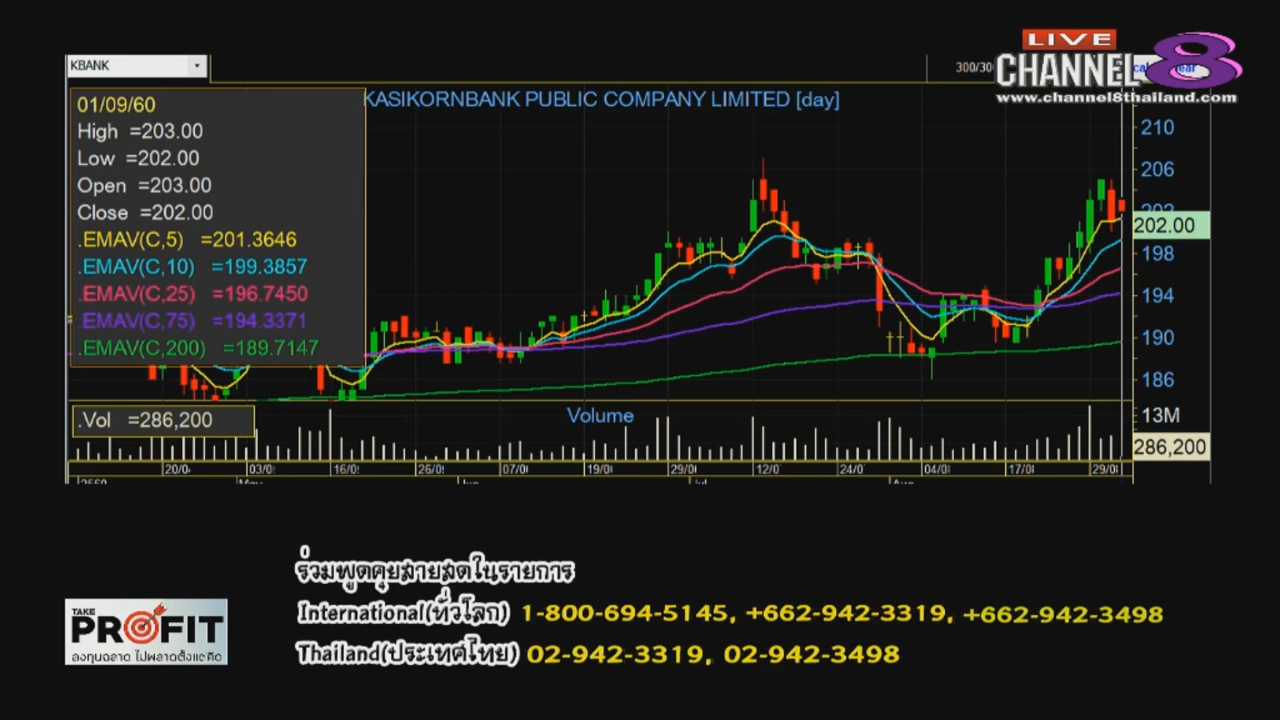 LIVE
CHANNEL 8
www.channel8thailand.com
KBANK
300/30
KASIKORNBANK PUBLIC COMPANY LIMITED [day]
01/09/60
High =203.00
Low =202.00
Open =203.00
Close =202.00
.EMAV(C,5) =201.3646
.EMAV(C,10) =199.3857
.EMAV(C,25) =196.7450
.EMAV(C,75) =194.3371
.EMAV(C,200) =189.7147
210
206
202
202.00
198
194
190
186
.Vol =286,200
Volume
13M
286,200
20/0 03/0 16/0 26/0 07/0 19/0 29/0 12/0 24/0 04/0 17/0 29/0
2560 May Jun Jul Aug
ร่วมพูดคุยสายสดในรายการ
International(ทั่วโลก) 1-800-694-5145, +662-942-3319, +662-942-3498
Thailand(ประเทศไทย) 02-942-3319, 02-942-3498
TAKE
PROFIT
ลงทุนฉลาด ไม่พลาดตั้งแต่คิด